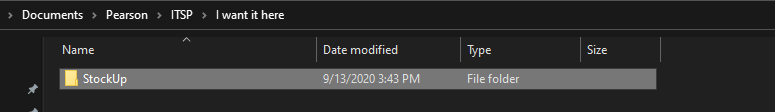 Documents > Pearson > ITSP > I want it here
Name Date modified Type Size
StockUp 9/13/2020 3:43 PM File folder